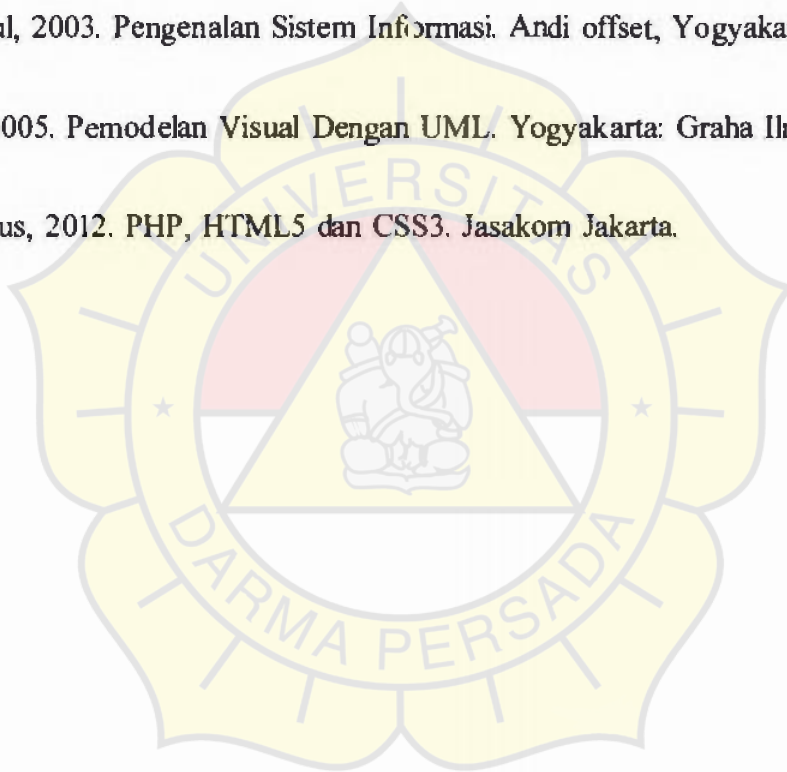 ul, 2003. Pengenalan Sistem Informasi. Andi offset, Yogyaka
005. Pemodelan Visual Dengan UML. Yogyakarta: Graha Il
us, 2012. PHP, HTML5 dan CSS3. Jasakom Jakarta.
UNIVERSITAS
DARMA PERSADA